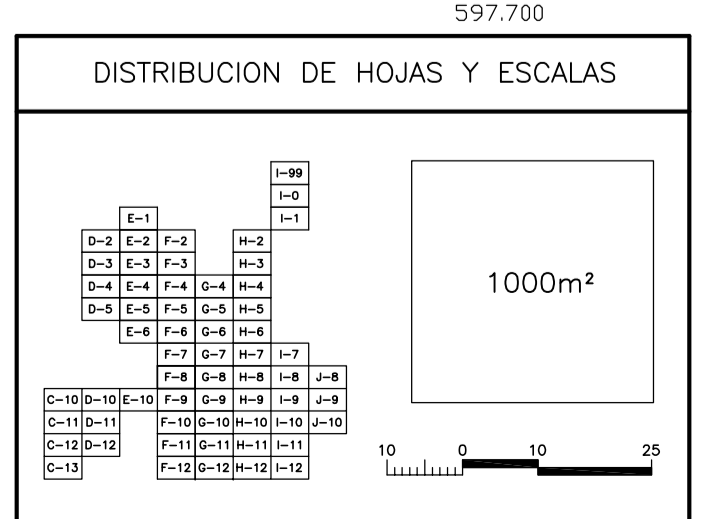 597.700
DISTRIBUCION DE HOJAS Y ESCALAS
I-99
I-0
E-1 I-1
D-2 E-2 F-2 H-2
D-3 E-3 F-3 H-3
D-4 E-4 F-4 G-4 H-4
D-5 E-5 F-5 G-5 H-5
E-6 F-6 G-6 H-6
F-7 G-7 H-7 I-7
F-8 G-8 H-8 I-8 J-8
C-10 D-10 E-10 F-9 G-9 H-9 I-9 J-9
C-11 D-11 F-10 G-10 H-10 I-10 J-10
C-12 D-12 F-11 G-11 H-11 I-11
C-13 F-12 G-12 H-12 I-12
1000m²
10 0 10 25